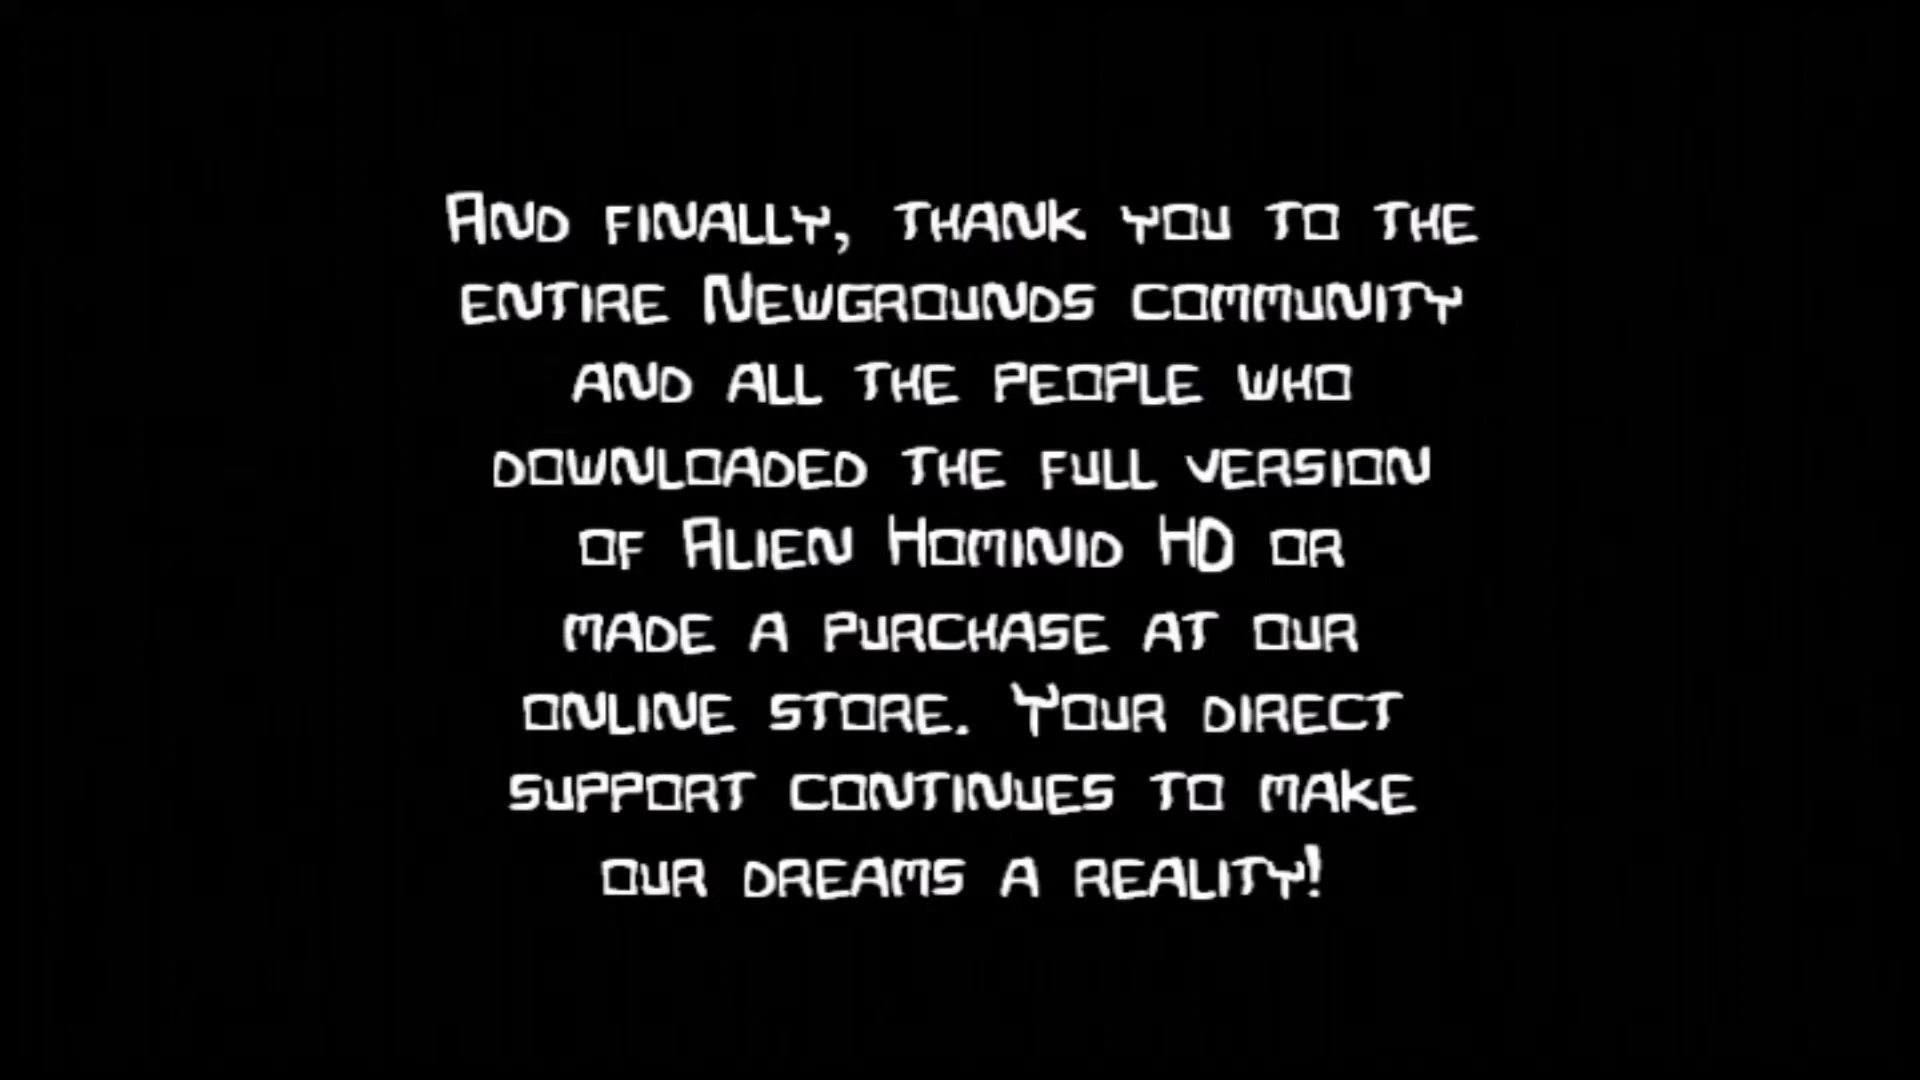 And finally, thank you to the
entire Newgrounds community
and all the people who
downloaded the full version
of Alien Hominid HD or
made a purchase at our
online store. Your direct
support continues to make
our dreams a reality!